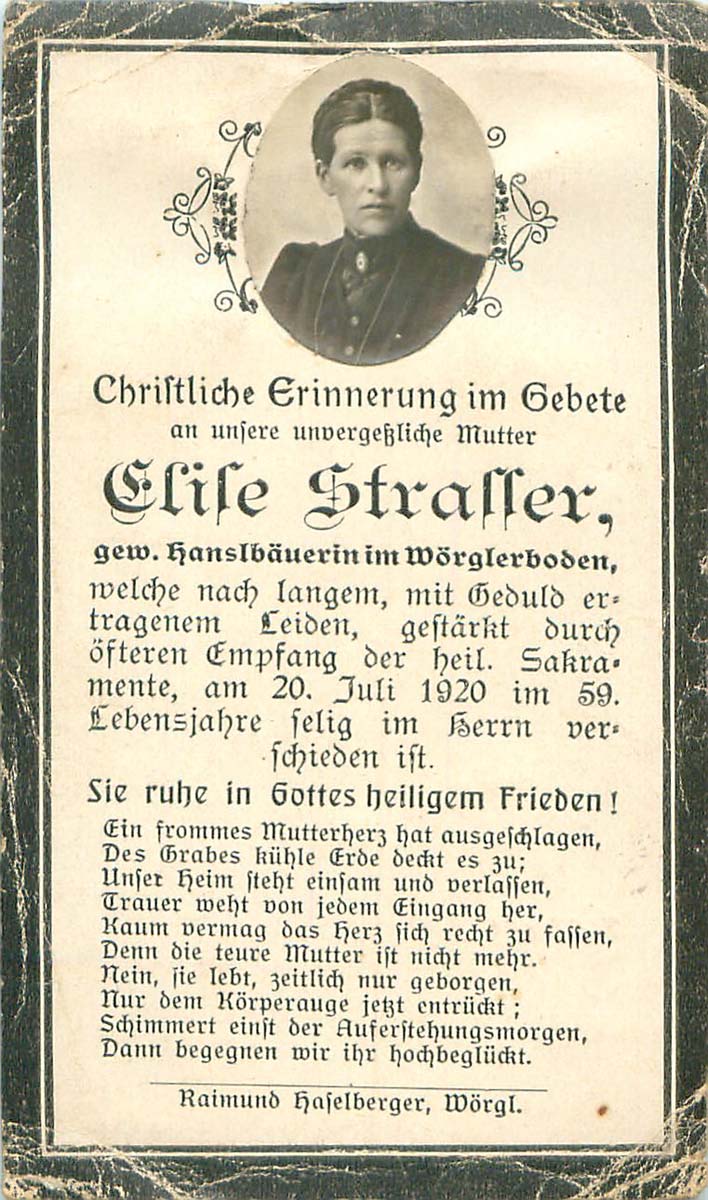 Chriſtliche Erinnerung im Gebete
an unſere unvergeßliche Mutter
Eliſe Straſſer,
gew. Hanslbäuerin im Wörglerboden,
welche nach langem, mit Geduld er-
tragenem Leiden, geſtärkt durch
öfteren Empfang der heil. Sakra-
mente, am 20. Juli 1920 im 59.
Lebensjahre ſelig im Herrn ver-
ſchieden iſt.
Sie ruhe in Gottes heiligem Frieden!
Ein frommes Mutterherz hat ausgeſchlagen,
Des Grabes kühle Erde deckt es zu;
Unſer Heim ſteht einſam und verlaſſen,
Trauer weht von jedem Eingang her,
Kaum vermag das Herz ſich recht zu faſſen,
Denn die teure Mutter iſt nicht mehr.
Nein, ſie lebt, zeitlich nur geborgen,
Nur dem Körperauge jetzt entrückt;
Schimmert einſt der Auferſtehungsmorgen,
Dann begegnen wir ihr hochbeglückt.
Raimund Haſelberger, Wörgl.